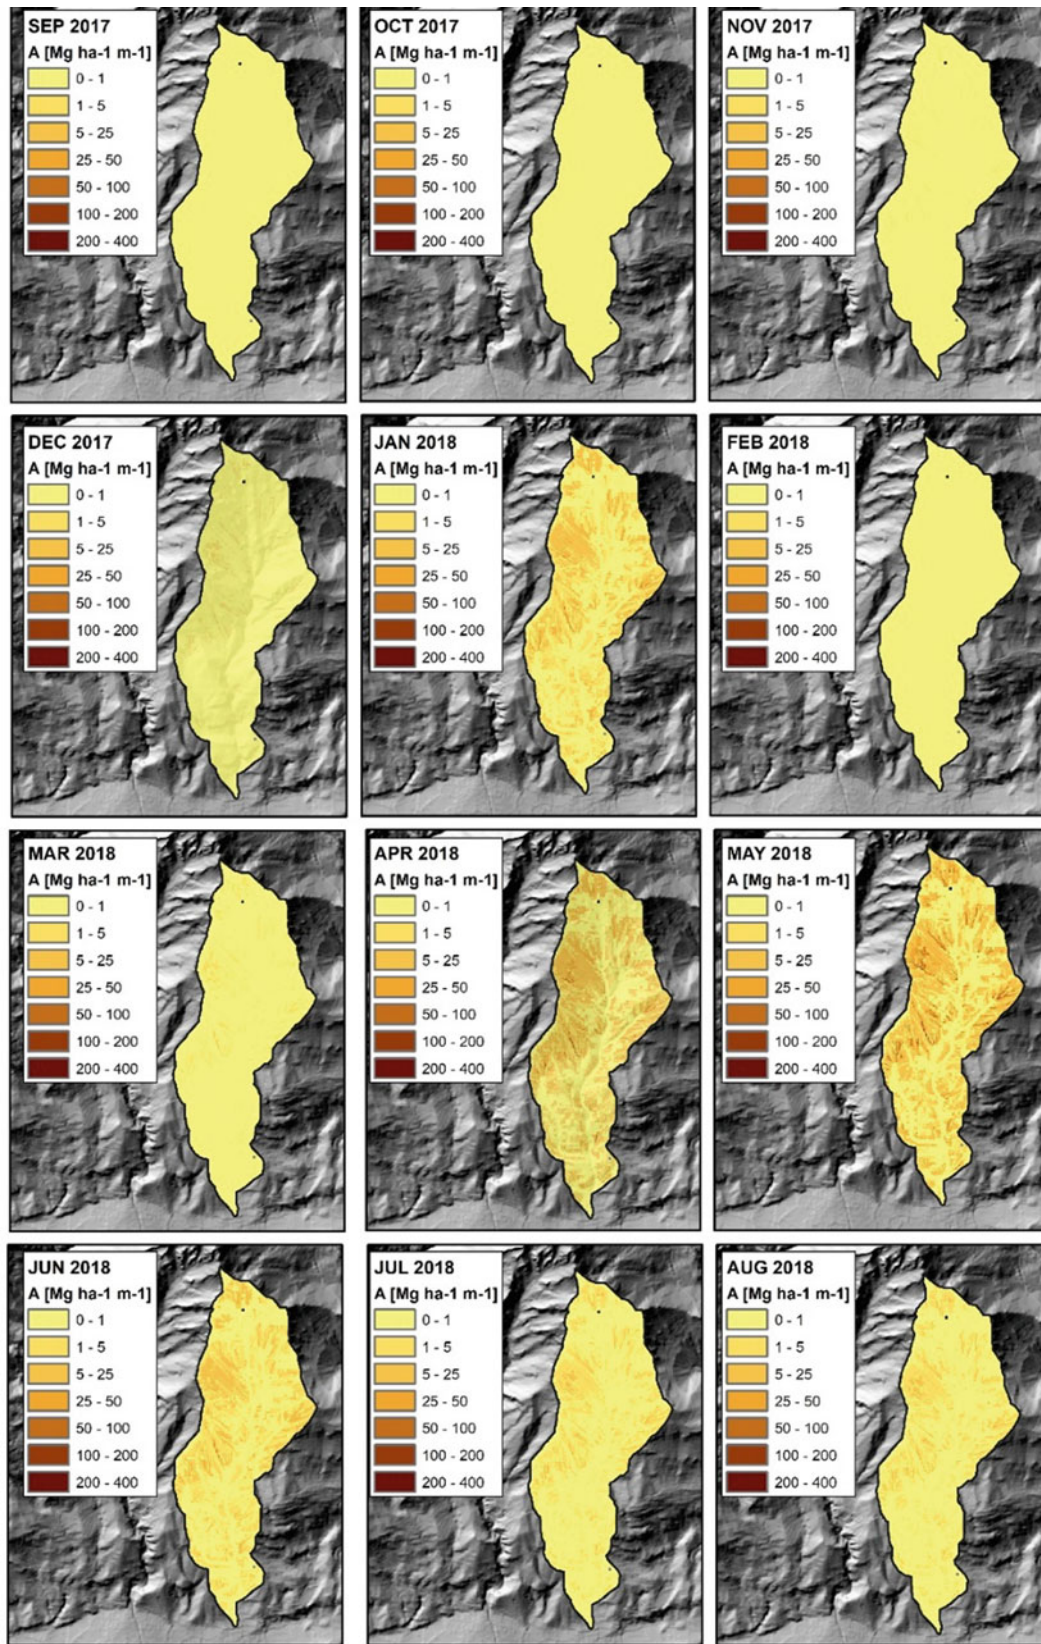 SEP 2017
A [Mg ha-1 m-1]
0 - 1
1 - 5
5 - 25
25 - 50
50 - 100
100 - 200
200 - 400
OCT 2017
A [Mg ha-1 m-1]
0 - 1
1 - 5
5 - 25
25 - 50
50 - 100
100 - 200
200 - 400
NOV 2017
A [Mg ha-1 m-1]
0 - 1
1 - 5
5 - 25
25 - 50
50 - 100
100 - 200
200 - 400
DEC 2017
A [Mg ha-1 m-1]
0 - 1
1 - 5
5 - 25
25 - 50
50 - 100
100 - 200
200 - 400
JAN 2018
A [Mg ha-1 m-1]
0 - 1
1 - 5
5 - 25
25 - 50
50 - 100
100 - 200
200 - 400
FEB 2018
A [Mg ha-1 m-1]
0 - 1
1 - 5
5 - 25
25 - 50
50 - 100
100 - 200
200 - 400
MAR 2018
A [Mg ha-1 m-1]
0 - 1
1 - 5
5 - 25
25 - 50
50 - 100
100 - 200
200 - 400
APR 2018
A [Mg ha-1 m-1]
0 - 1
1 - 5
5 - 25
25 - 50
50 - 100
100 - 200
200 - 400
MAY 2018
A [Mg ha-1 m-1]
0 - 1
1 - 5
5 - 25
25 - 50
50 - 100
100 - 200
200 - 400
JUN 2018
A [Mg ha-1 m-1]
0 - 1
1 - 5
5 - 25
25 - 50
50 - 100
100 - 200
200 - 400
JUL 2018
A [Mg ha-1 m-1]
0 - 1
1 - 5
5 - 25
25 - 50
50 - 100
100 - 200
200 - 400
AUG 2018
A [Mg ha-1 m-1]
0 - 1
1 - 5
5 - 25
25 - 50
50 - 100
100 - 200
200 - 400